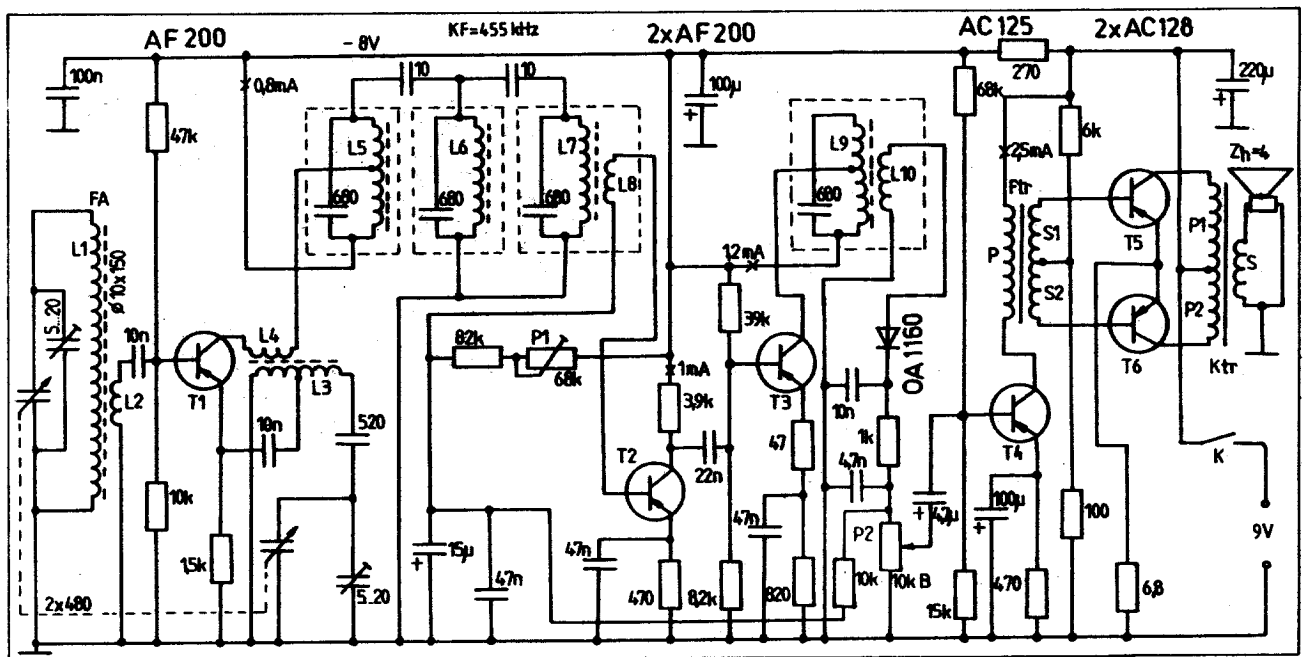 AF 200
- 8V
KF=455 kHz
2xAF 200
AC 125
2xAC128
100n
0,8mA
10
10
100µ
68k
270
220µ
47k
L5
L6
L7
L8
L9
L10
6k
2,5mA
Zh=4
680
680
680
680
FA
L1
Ø 10x150
5...20
10n
L2
T1
L4
L3
12mA
Ftr
P
S1
S2
T5
T6
P1
P2
S
Ktr
82k
P1
68k
39k
1mA
3,9k
T3
OA 1160
10n
520
10n
T2
22n
47
1k
T4
K
10k
4,7n
47µ
100µ
100
9V
1,5k
15µ
47n
47n
47n
P2
10k B
2x480
5...20
470
8,2k
820
10k
15k
470
6,8